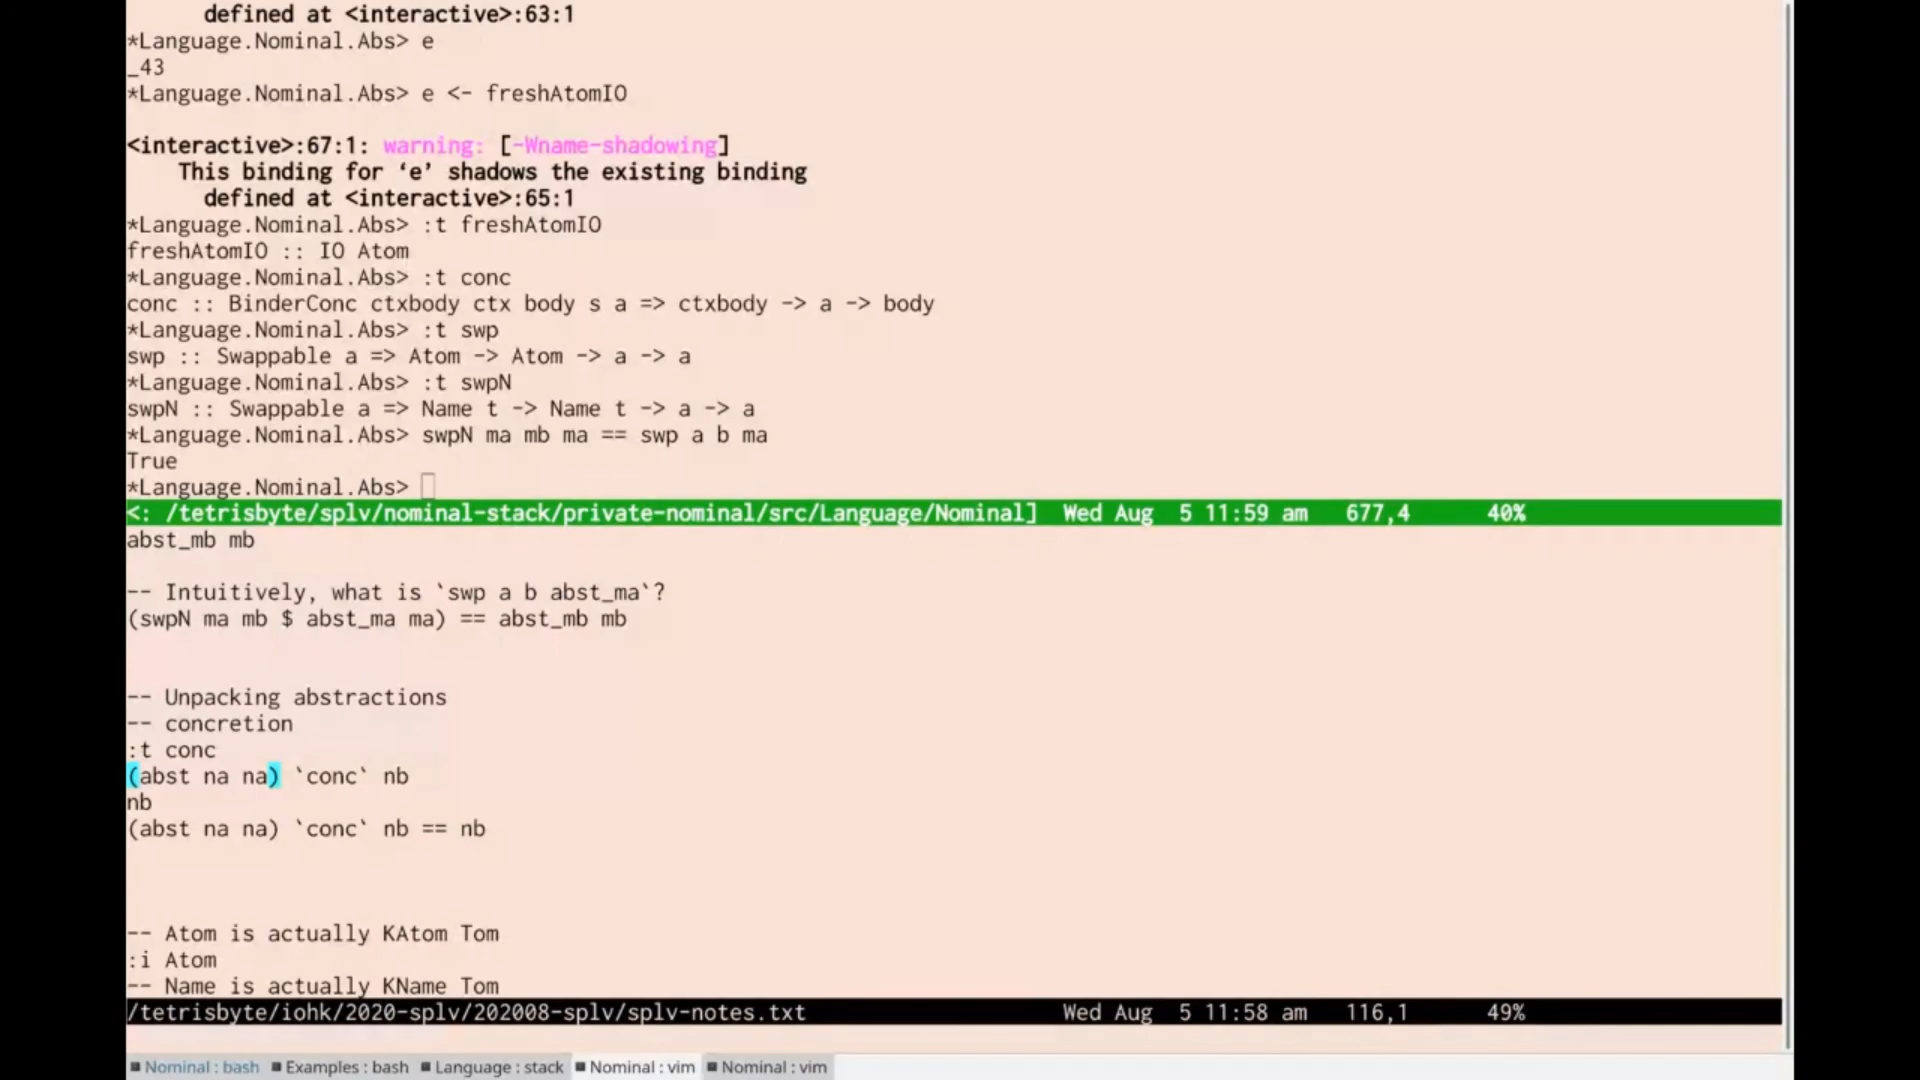 defined at <interactive>:63:1
*Language.Nominal.Abs> e
_43
*Language.Nominal.Abs> e <- freshAtomIO
<interactive>:67:1: warning: [-Wname-shadowing]
This binding for ‘e’ shadows the existing binding
defined at <interactive>:65:1
*Language.Nominal.Abs> :t freshAtomIO
freshAtomIO :: IO Atom
*Language.Nominal.Abs> :t conc
conc :: BinderConc ctxbody ctx body s a => ctxbody -> a -> body
*Language.Nominal.Abs> :t swp
swp :: Swappable a => Atom -> Atom -> a -> a
*Language.Nominal.Abs> :t swpN
swpN :: Swappable a => Name t -> Name t -> a -> a
*Language.Nominal.Abs> swpN ma mb ma == swp a b ma
True
*Language.Nominal.Abs>
<: /tetrisbyte/splv/nominal-stack/private-nominal/src/Language/Nominal] Wed Aug 5 11:59 am 677,4 40%
abst_mb mb
-- Intuitively, what is `swp a b abst_ma`?
(swpN ma mb $ abst_ma ma) == abst_mb mb
-- Unpacking abstractions
-- concretion
:t conc
(abst na na) `conc` nb
nb
(abst na na) `conc` nb == nb
-- Atom is actually KAtom Tom
:i Atom
-- Name is actually KName Tom
/tetrisbyte/iohk/2020-splv/202008-splv/splv-notes.txt Wed Aug 5 11:58 am 116,1 49%
Nominal : bash Examples : bash Language : stack Nominal : vim Nominal : vim